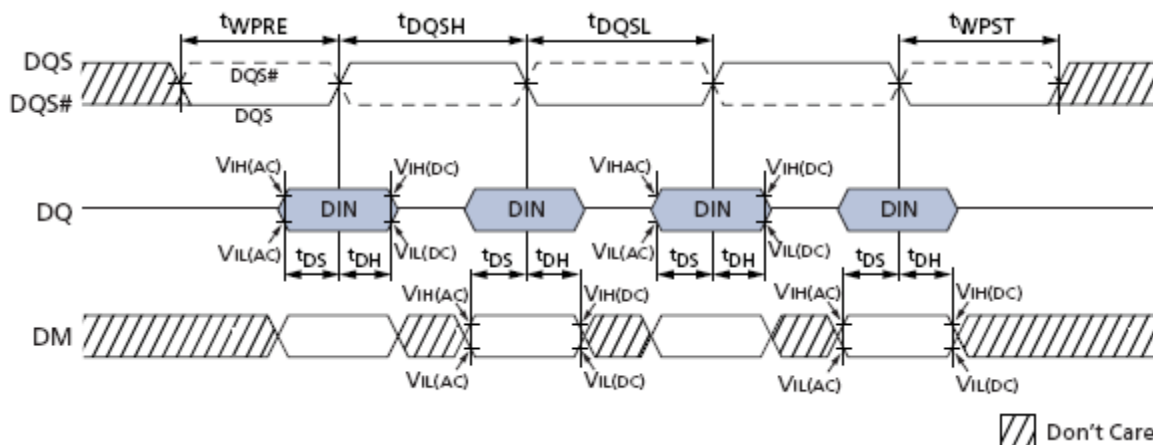 tWPRE tDQSH tDQSL tWPST
DQS
DQS#
DQS#
DQS
VIH(AC) VIH(DC) VIHAC) VIH(DC)
DQ DIN DIN DIN DIN
VIL(AC) VIL(DC) VIL(AC) VIL(DC)
tDS tDH tDS tDH tDS tDH tDS tDH
VIH(AC) VIH(DC) VIH(AC) VIH(DC)
DM
VIL(AC) VIL(DC) VIL(AC) VIL(DC)
Don't Care